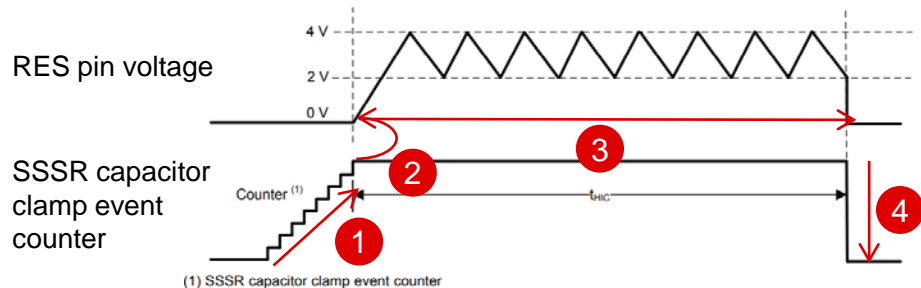 4 V
RES pin voltage
2 V
0 V
3
SSSR capacitor
clamp event
counter
2
Counter (1)
tHIC
4
1
(1) SSSR capacitor clamp event counter